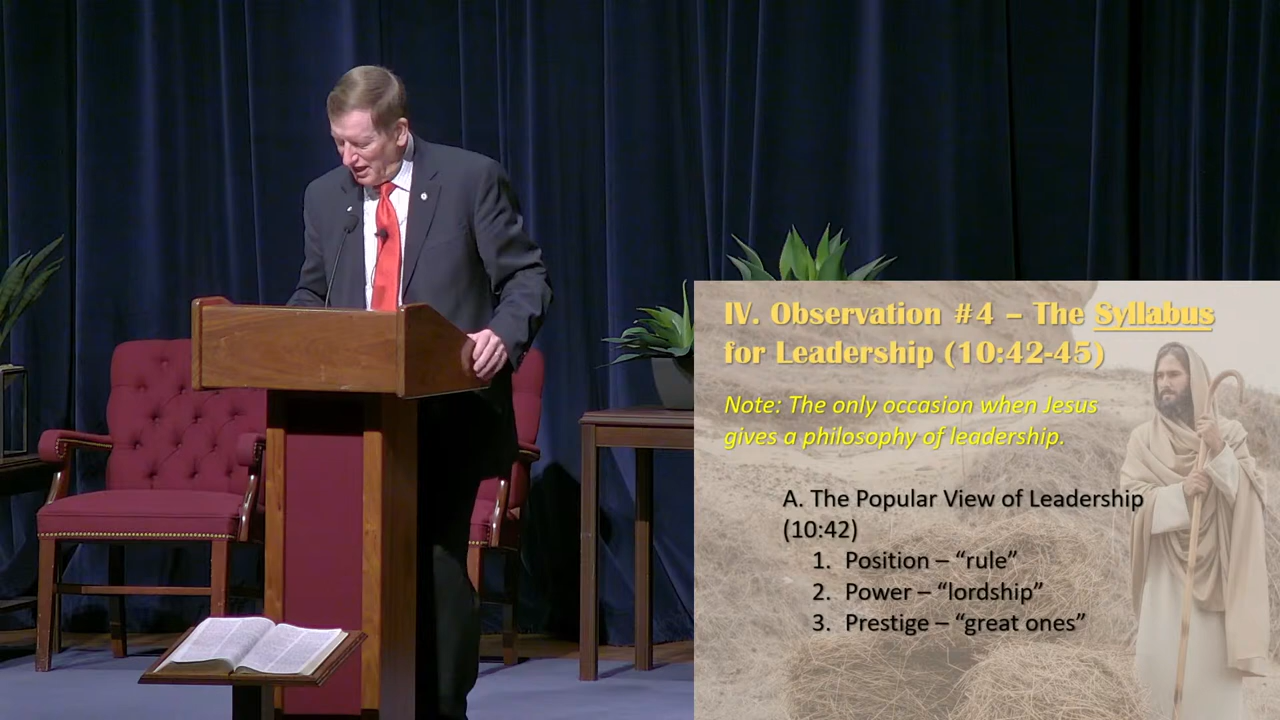 IV. Observation #4 – The Syllabus
for Leadership (10:42-45)
Note: The only occasion when Jesus
gives a philosophy of leadership.
A. The Popular View of Leadership
(10:42)
1. Position – “rule”
2. Power – “lordship”
3. Prestige – “great ones”